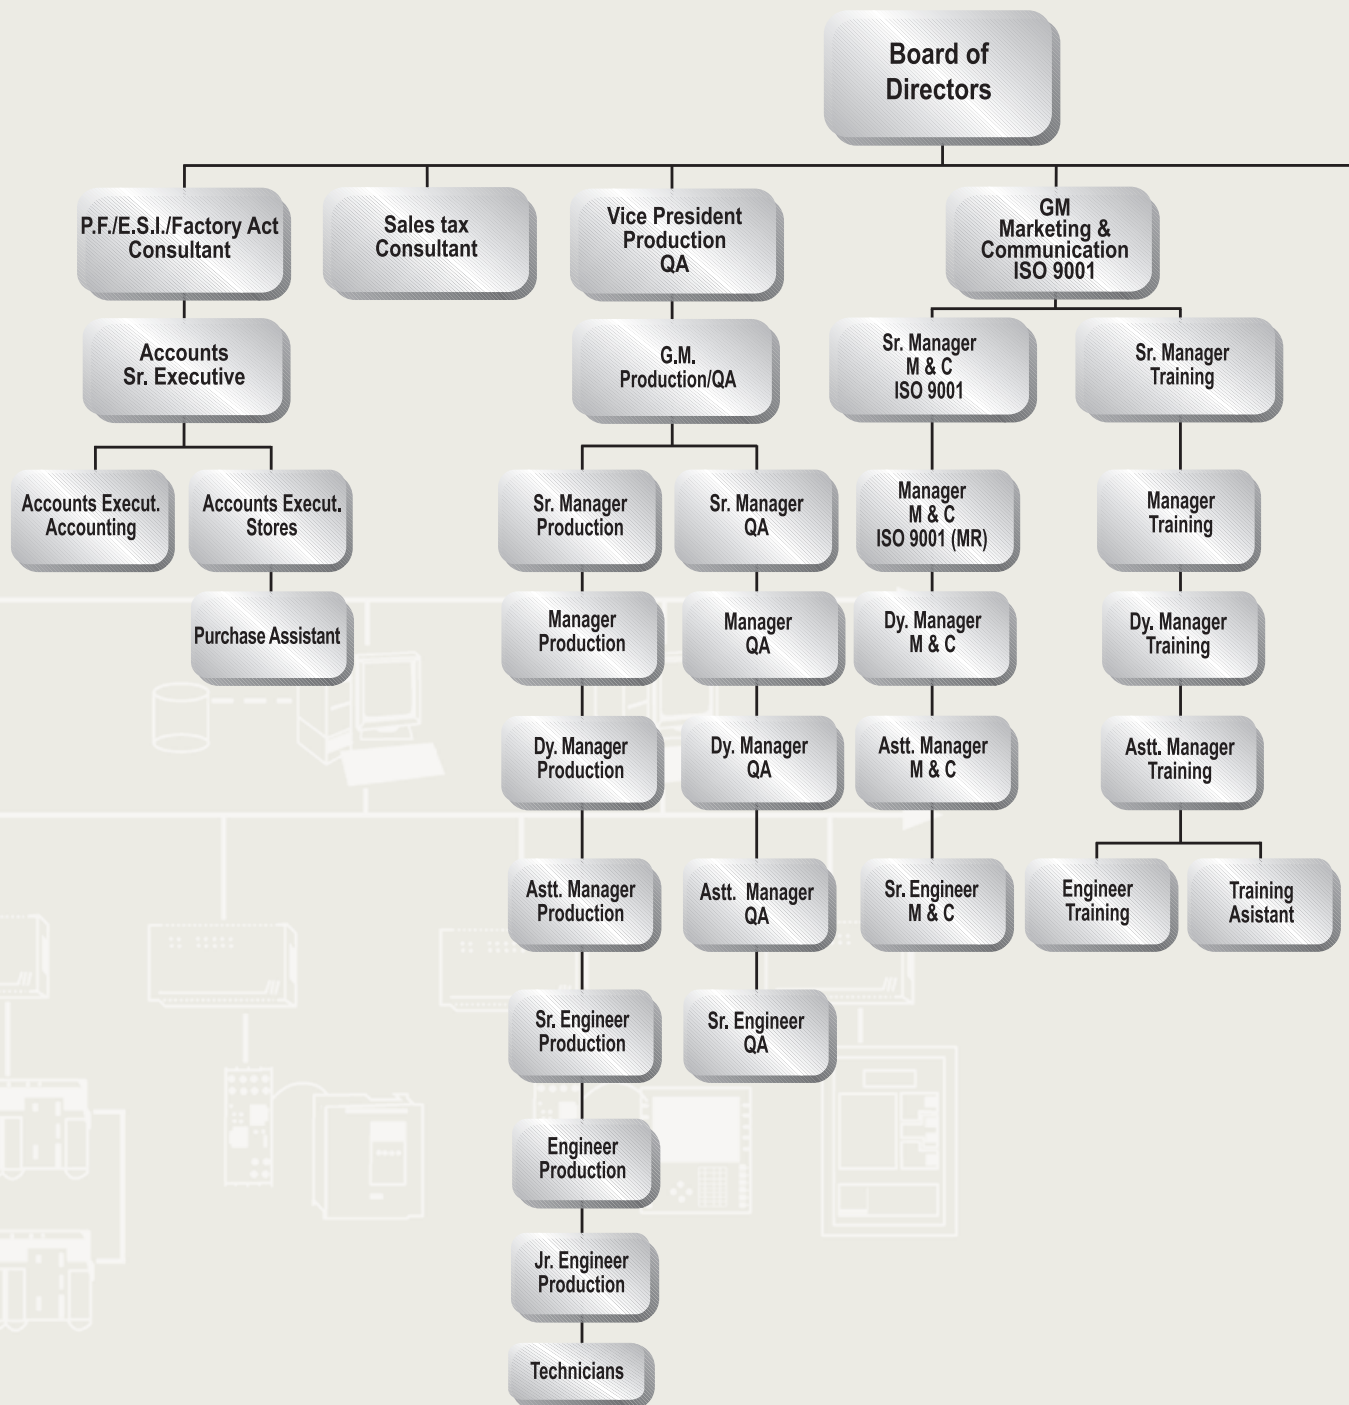 Board of
Directors
P.F./E.S.I./Factory Act
Consultant
Sales tax
Consultant
Vice President
Production
QA
GM
Marketing &
Communication
ISO 9001
Accounts
Sr. Executive
G.M.
Production/QA
Sr. Manager
M & C
ISO 9001
Sr. Manager
Training
Accounts Execut.
Accounting
Accounts Execut.
Stores
Sr. Manager
Production
Sr. Manager
QA
Manager
M & C
ISO 9001 (MR)
Manager
Training
Purchase Assistant
Manager
Production
Manager
QA
Dy. Manager
M & C
Dy. Manager
Training
Dy. Manager
Production
Dy. Manager
QA
Astt. Manager
M & C
Astt. Manager
Training
Astt. Manager
Production
Astt. Manager
QA
Sr. Engineer
M & C
Engineer
Training
Training
Asistant
Sr. Engineer
Production
Sr. Engineer
QA
Engineer
Production
Jr. Engineer
Production
Technicians